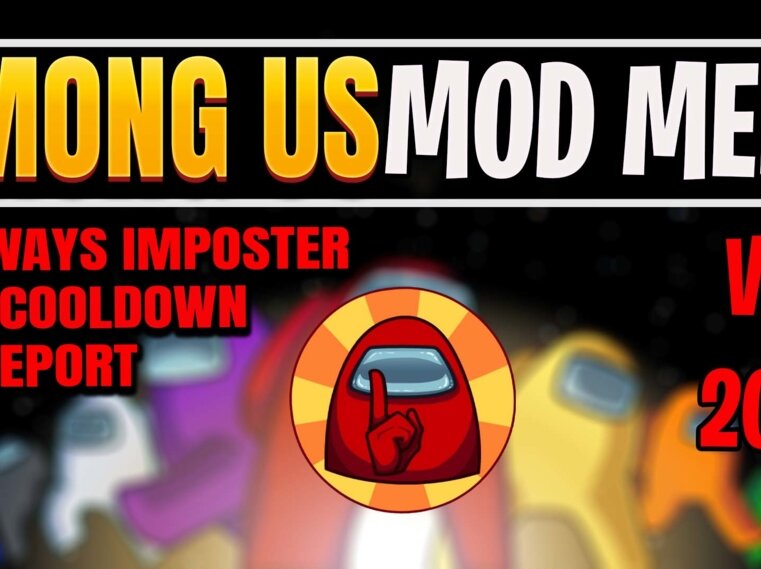 MONG US MOD ME
WAYS IMPOSTER
COOLDOWN
EPORT
V
20